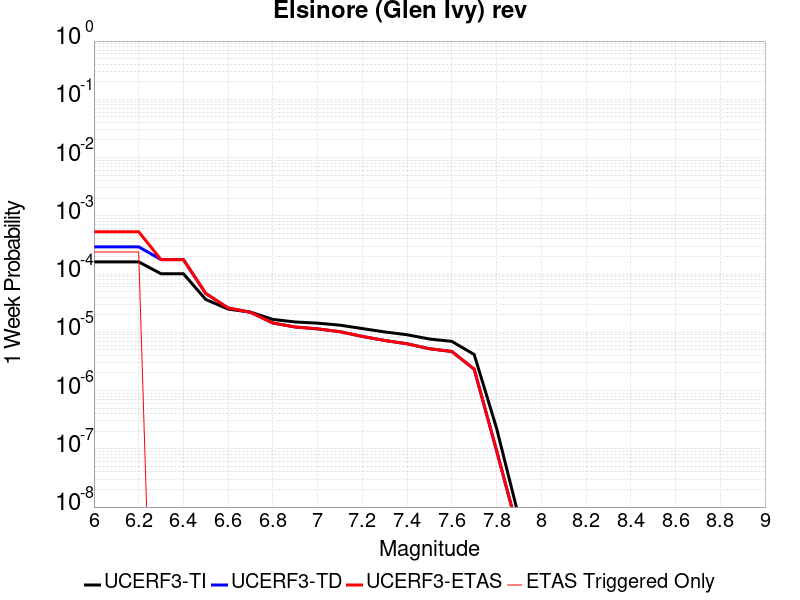 Elsinore (Glen Ivy) rev
10^0
10^-1
10^-2
10^-3
10^-4
10^-5
10^-6
10^-7
10^-8
1 Week Probability
6 6.2 6.4 6.6 6.8 7 7.2 7.4 7.6 7.8 8 8.2 8.4 8.6 8.8 9
Magnitude
UCERF3-TI UCERF3-TD UCERF3-ETAS ETAS Triggered Only